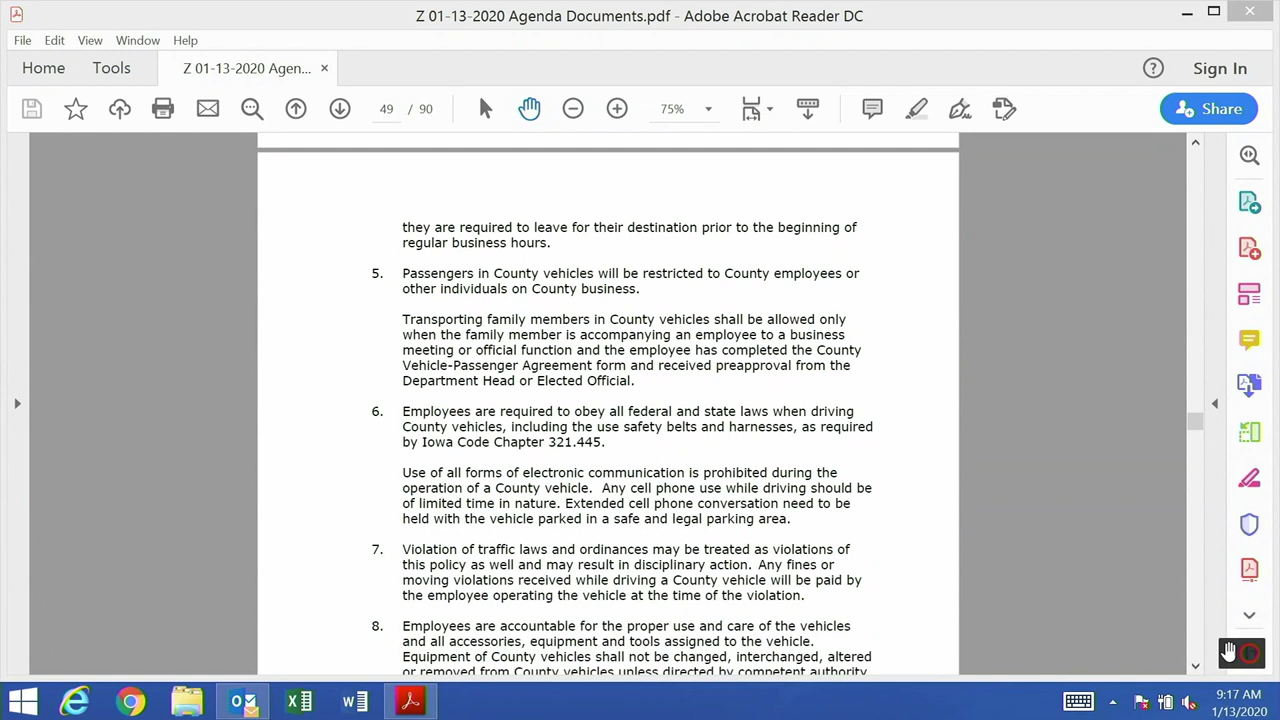 Z 01-13-2020 Agenda Documents.pdf - Adobe Acrobat Reader DC
File Edit View Window Help
Home Tools Z 01-13-2020 Agen... × Sign In
49 / 90 75% Share
they are required to leave for their destination prior to the beginning of
regular business hours.
5. Passengers in County vehicles will be restricted to County employees or
other individuals on County business.
Transporting family members in County vehicles shall be allowed only
when the family member is accompanying an employee to a business
meeting or official function and the employee has completed the County
Vehicle-Passenger Agreement form and received preapproval from the
Department Head or Elected Official.
6. Employees are required to obey all federal and state laws when driving
County vehicles, including the use safety belts and harnesses, as required
by Iowa Code Chapter 321.445.
Use of all forms of electronic communication is prohibited during the
operation of a County vehicle.  Any cell phone use while driving should be
of limited time in nature. Extended cell phone conversation need to be
held with the vehicle parked in a safe and legal parking area.
7. Violation of traffic laws and ordinances may be treated as violations of
this policy as well and may result in disciplinary action. Any fines or
moving violations received while driving a County vehicle will be paid by
the employee operating the vehicle at the time of the violation.
8. Employees are accountable for the proper use and care of the vehicles
and all accessories, equipment and tools assigned to the vehicle.
Equipment of County vehicles shall not be changed, interchanged, altered
or removed from County vehicles unless directed by competent authority
9:17 AM
1/13/2020